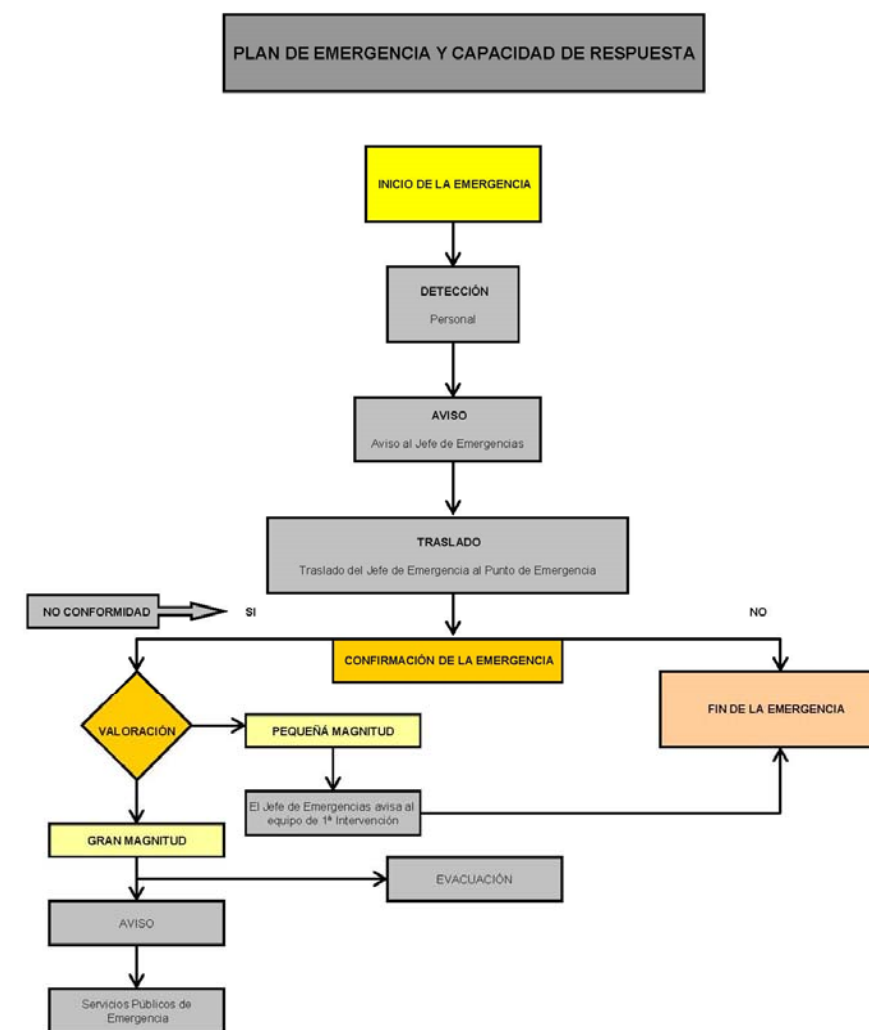 PLAN DE EMERGENCIA Y CAPACIDAD DE RESPUESTA
INICIO DE LA EMERGENCIA
DETECCIÓN
Personal
AVISO
Aviso al Jefe de Emergencias
TRASLADO
Traslado del Jefe de Emergencia al Punto de Emergencia
NO CONFORMIDAD
SI
NO
CONFIRMACIÓN DE LA EMERGENCIA
FIN DE LA EMERGENCIA
VALORACIÓN
PEQUEÑÁ MAGNITUD
El Jefe de Emergencias avisa al
equipo de 1ª Intervención
GRAN MAGNITUD
EVACUACIÓN
AVISO
Servicios Públicos de
Emergencia